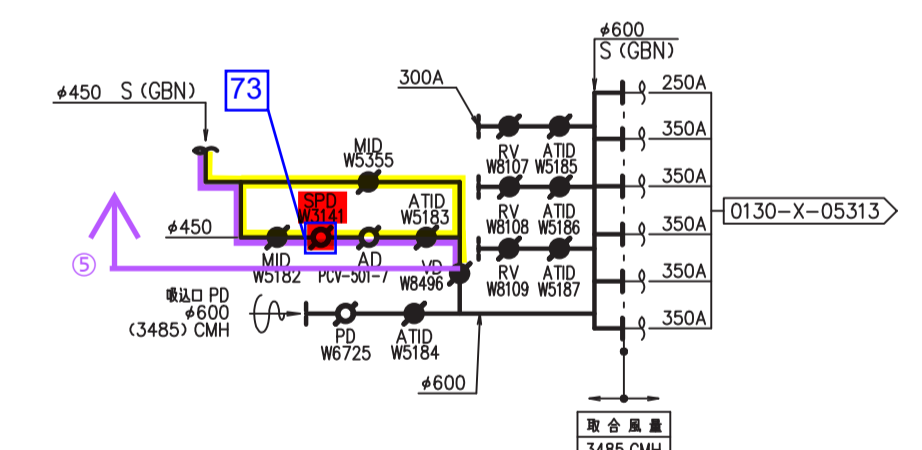 φ600
S (GBN)
φ450 S (GBN)
73
300A
250A
350A
350A
350A
350A
350A
MID
W5355
RV
W8107
ATID
W5185
SPD
W3141
ATID
W5183
RV
W8108
ATID
W5186
0130-X-05313
φ450
⑤
MID
W5182
AD
PCV-501-7
VD
W8496
RV
W8109
ATID
W5187
吸込口 PD
φ600
(3485) CMH
PD
W6725
ATID
W5184
φ600
取合風量
3485 CMH